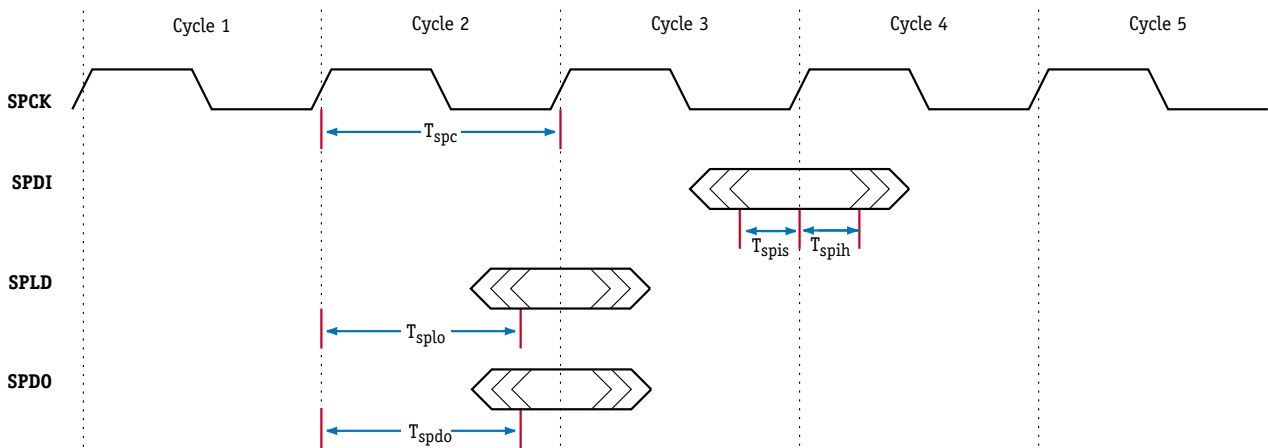 Cycle 1 Cycle 2 Cycle 3 Cycle 4 Cycle 5
SPCK
Tspc
SPDI
Tspis Tspih
SPLD
Tsplo
SPDO
Tspdo